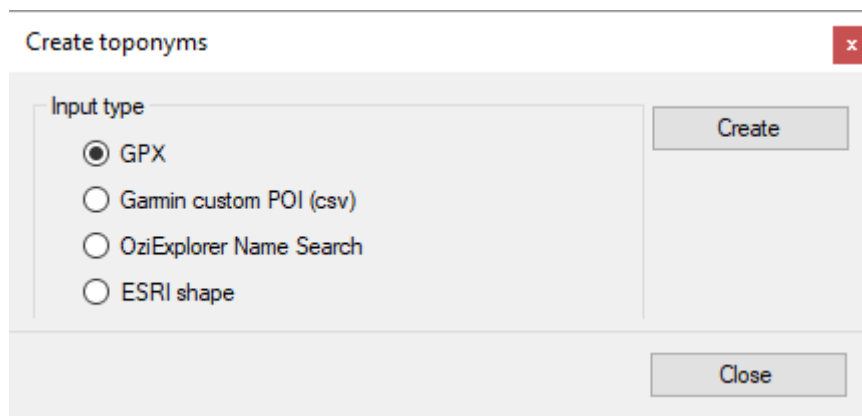 Create toponyms
x
Input type
Create
GPX
Garmin custom POI (csv)
OziExplorer Name Search
ESRI shape
Close